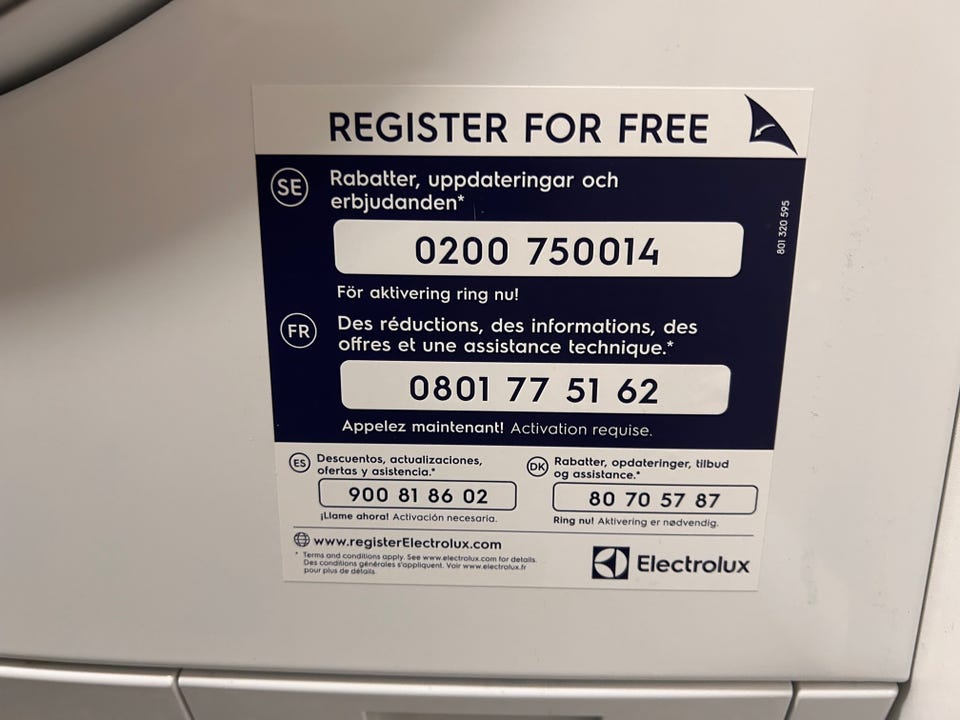 REGISTER FOR FREE
SE
Rabatter, uppdateringar och
erbjudanden*
0200 750014
För aktivering ring nu!
801 320 595
FR
Des réductions, des informations, des
offres et une assistance technique.*
0801 77 51 62
Appelez maintenant! Activation requise.
ES
Descuentos, actualizaciones,
ofertas y asistencia.*
900 81 86 02
¡Llame ahora! Activación necesaria.
DK
Rabatter, opdateringer, tilbud
og assistance.*
80 70 57 87
Ring nu! Aktivering er nødvendig.
www.registerElectrolux.com
* Terms and conditions apply. See www.electrolux.com for details.
Des conditions générales s'appliquent. Voir www.electrolux.fr
pour plus de détails
Electrolux